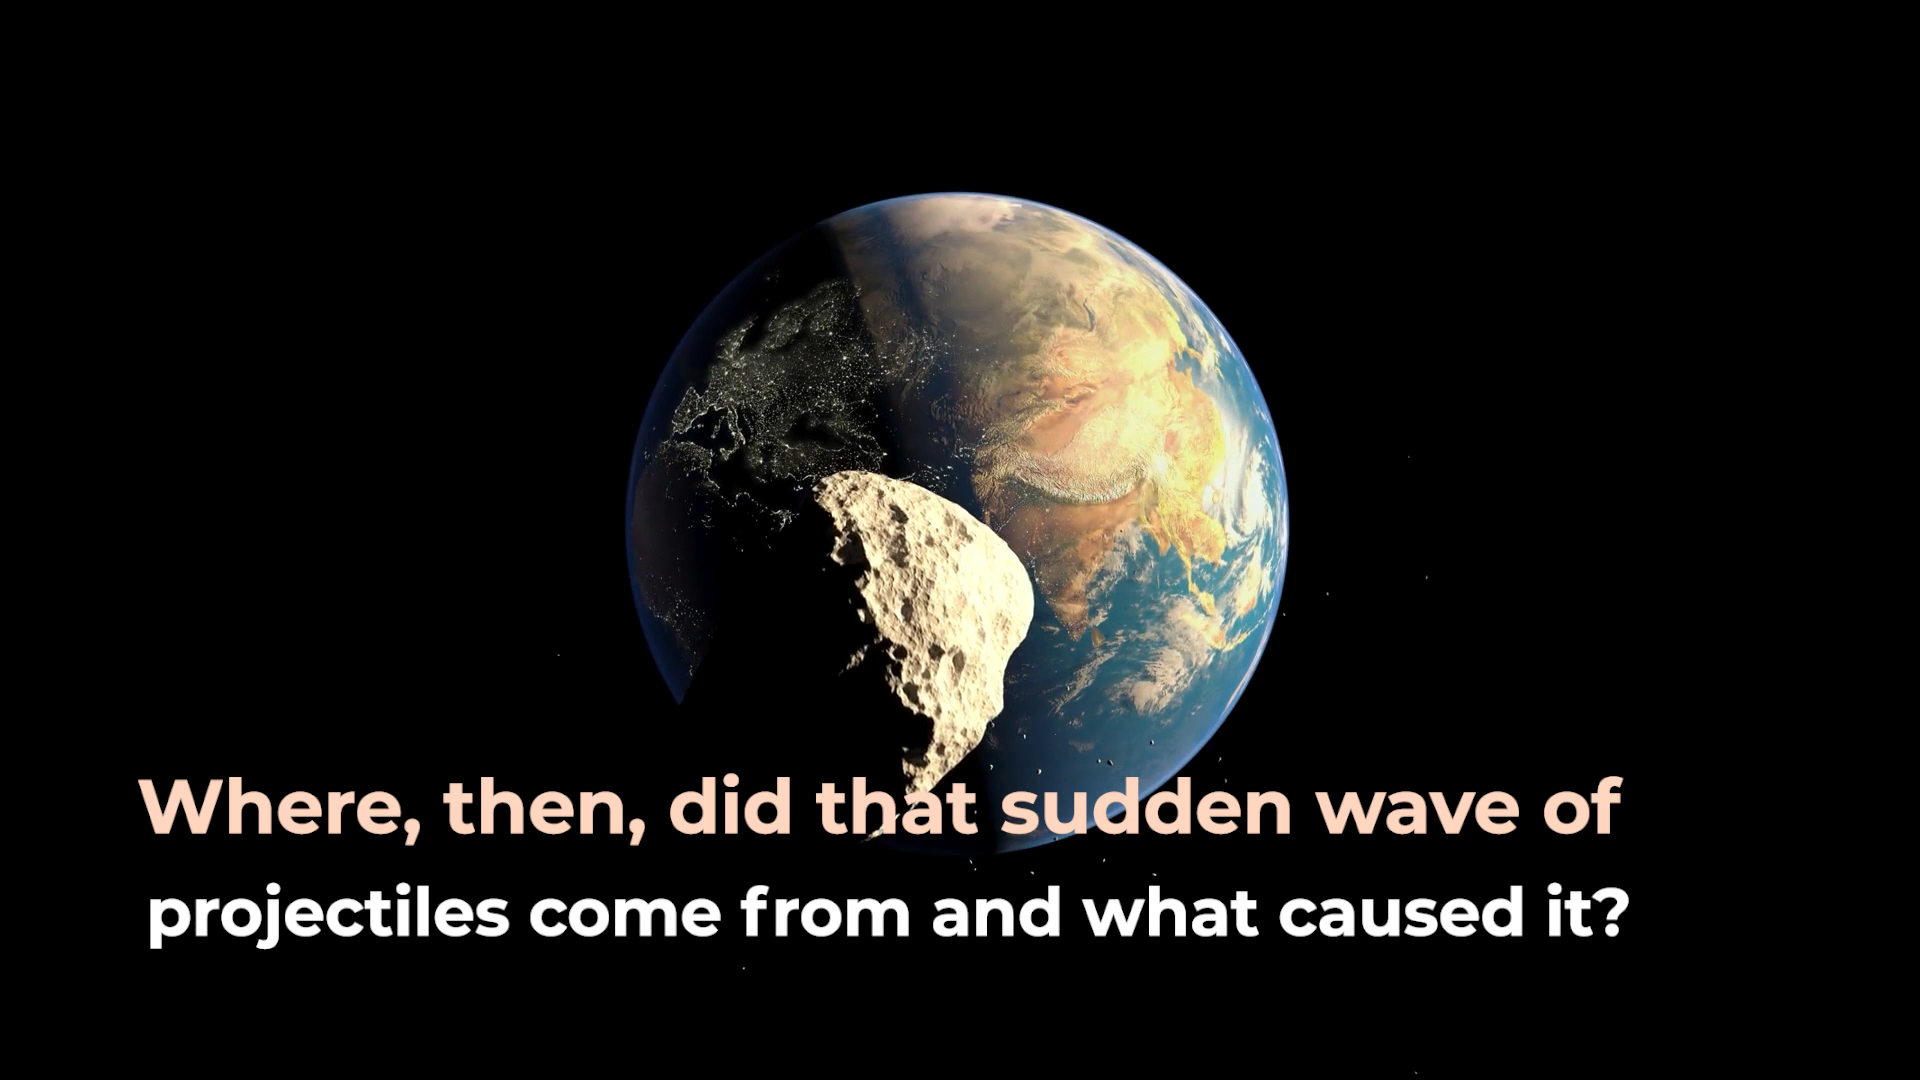 Where, then, did that sudden wave of
projectiles come from and what caused it?